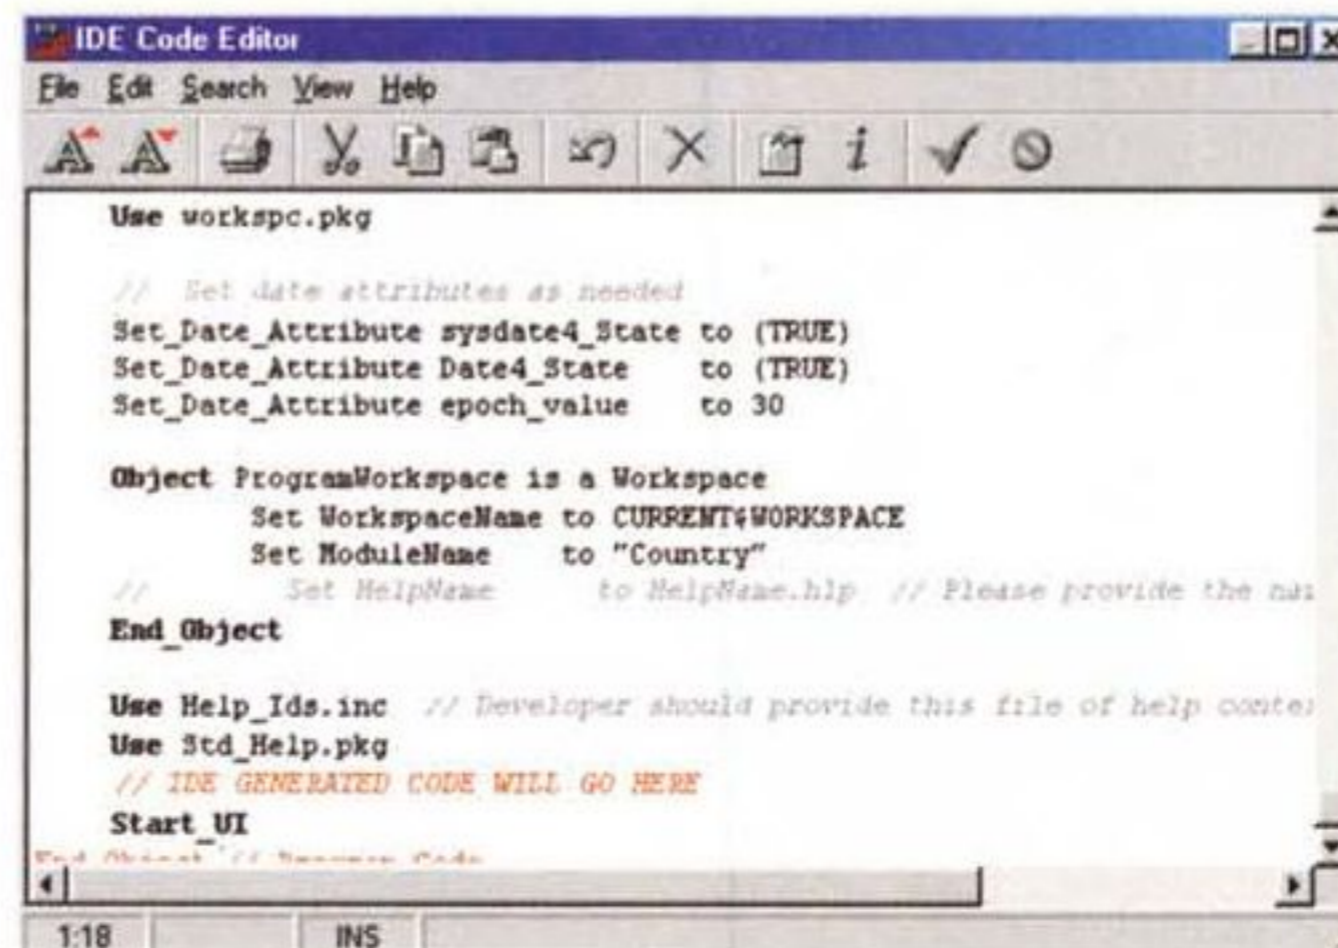 IDE Code Editor
File Edit Search View Help
Use workspc.pkg
// Set date attributes as needed
Set_Date_Attribute sysdate4_State to (TRUE)
Set_Date_Attribute Date4_State to (TRUE)
Set_Date_Attribute epoch_value to 30
Object ProgramWorkspace is a Workspace
Set WorkspaceName to CURRENT$WORKSPACE
Set ModuleName to "Country"
// Set HelpName to HelpName.hlp // Please provide the
End_Object
Use Help_Ids.inc // Developer should provide this file of help
Use Std_Help.pkg
// IDE GENERATED CODE WILL GO HERE
Start_UI
End_Object // Program Code
1:18 INS